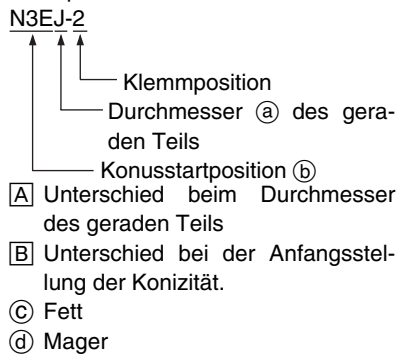 N3EJ-2
Klemmposition
Durchmesser ⓐ des gera-
den Teils
Konusstartposition ⓑ
A Unterschied beim Durchmesser
des geraden Teils
B Unterschied bei der Anfangsstel-
lung der Konizität.
ⓒ Fett
ⓓ Mager